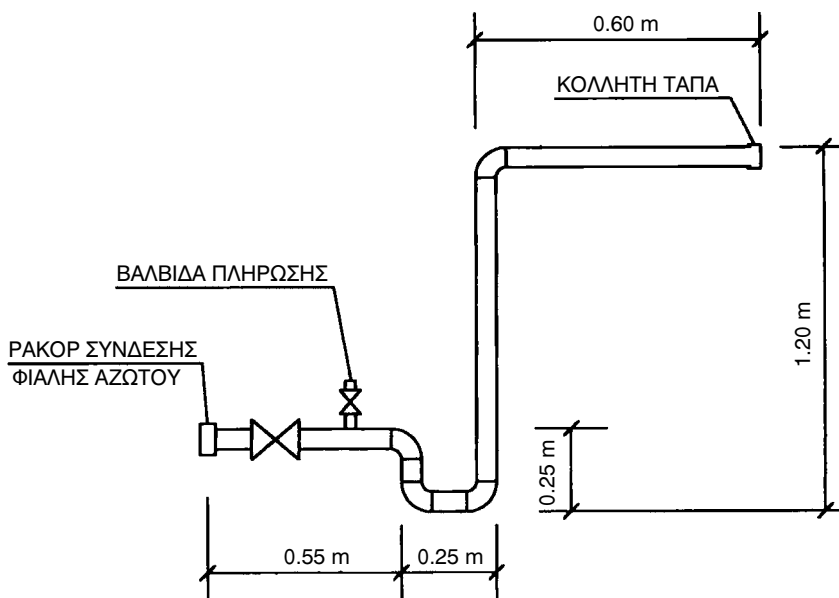 0.60 m
ΚΟΛΛΗΤΗ ΤΑΠΑ
ΒΑΛΒΙΔΑ ΠΛΗΡΩΣΗΣ
ΡΑΚΟΡ ΣΥΝΔΕΣΗΣ
ΦΙΑΛΗΣ ΑΖΩΤΟΥ
1.20 m
0.25 m
0.55 m
0.25 m